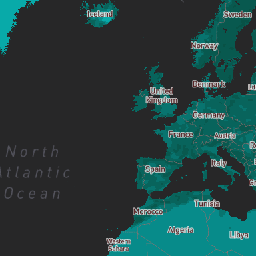 Iceland
Sweden
Norway
Denmark
United
Kingdom
Germany
France
Austria
North
Atlantic
Ocean
Spain
Italy
Tunisia
Morocco
Algeria
Libya
Western
Sahara